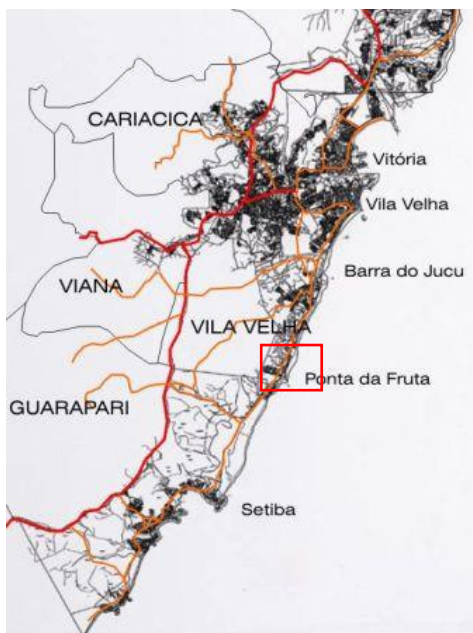 CARIACICA
Vitória
Vila Velha
Barra do Jucu
VIANA
VILA VELHA
Ponta da Fruta
GUARAPARI
Setiba